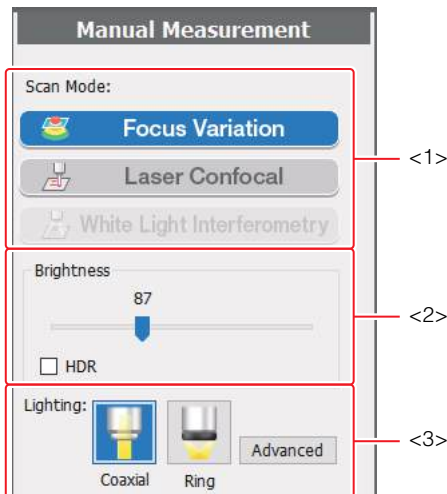 Manual Measurement
Scan Mode:
Focus Variation
Laser Confocal
White Light Interferometry
<1>
Brightness
87
HDR
<2>
Lighting:
Advanced
Coaxial Ring
<3>